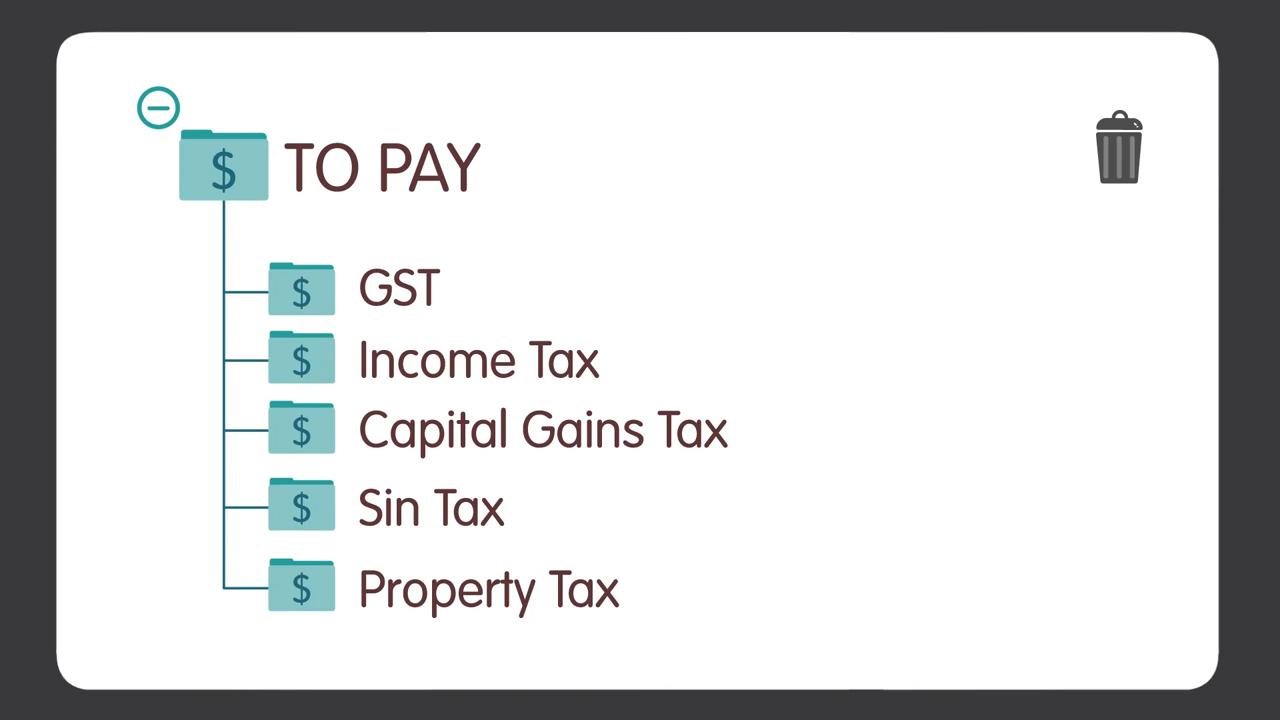 $ TO PAY
$ GST
$ Income Tax
$ Capital Gains Tax
$ Sin Tax
$ Property Tax